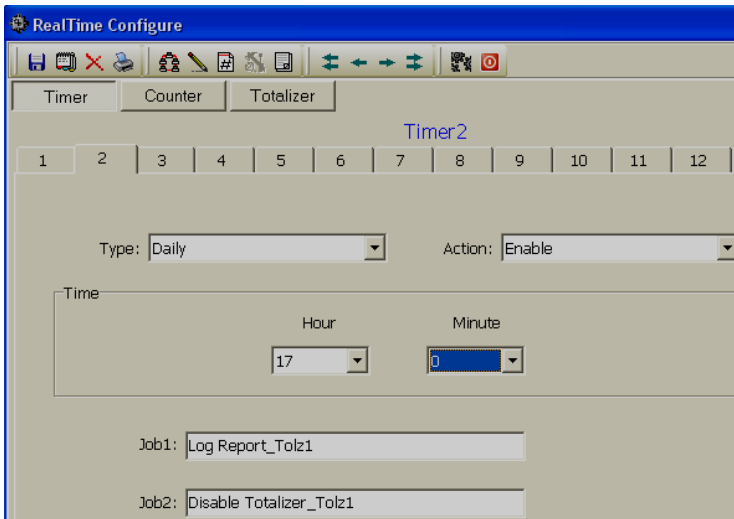 RealTime Configure
Timer Counter Totalizer
Timer2
1 2 3 4 5 6 7 8 9 10 11 12
Type: Daily Action: Enable
Time
Hour Minute
17 0
Job1: Log Report_Tolz1
Job2: Disable Totalizer_Tolz1